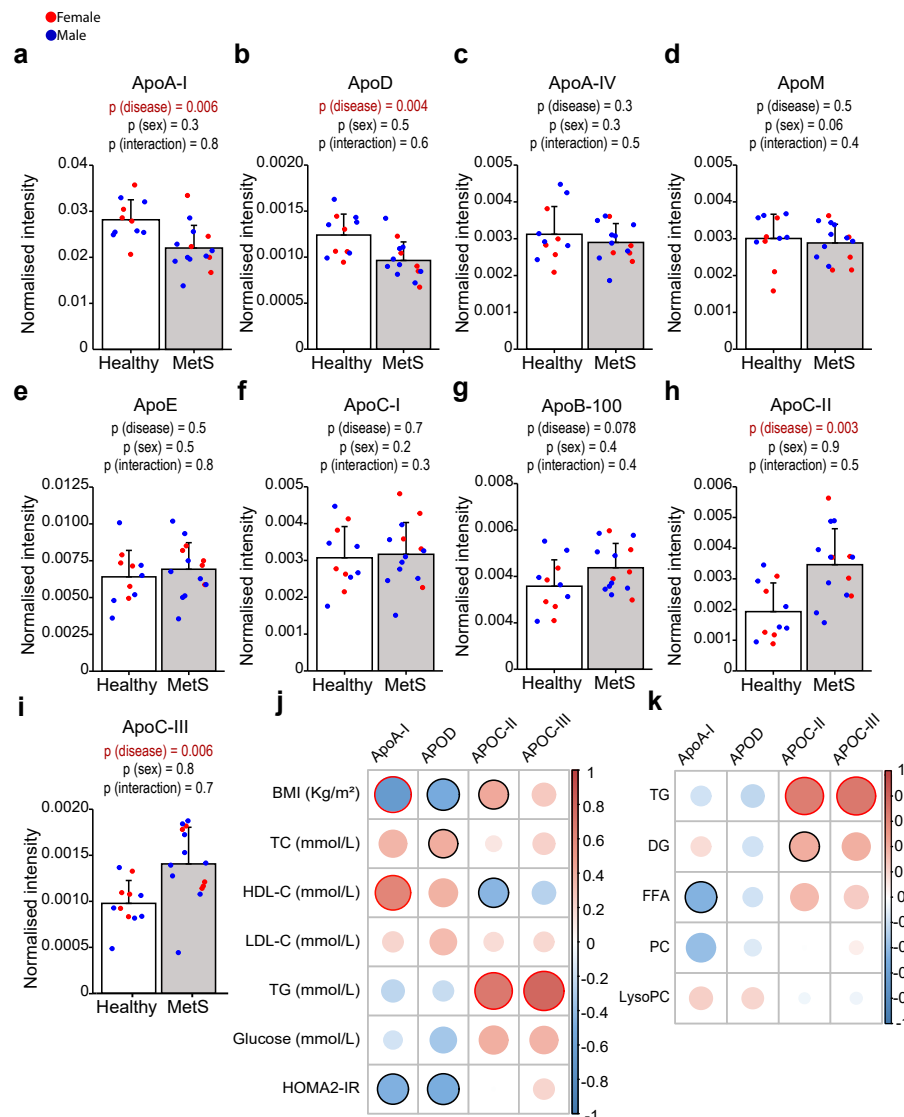 Female
Male
a
ApoA-I
p (disease) = 0.006
p (sex) = 0.3
p (interaction) = 0.8
Normalised intensity
0.04
0.03
0.02
0.01
0
Healthy MetS
b
ApoD
p (disease) = 0.004
p (sex) = 0.5
p (interaction) = 0.6
Normalised intensity
0.0020
0.0015
0.0010
0.0005
0
Healthy MetS
c
ApoA-IV
p (disease) = 0.3
p (sex) = 0.3
p (interaction) = 0.5
Normalised intensity
0.005
0.004
0.003
0.002
0.001
0
Healthy MetS
d
ApoM
p (disease) = 0.5
p (sex) = 0.06
p (interaction) = 0.4
Normalised intensity
0.005
0.004
0.003
0.002
0.001
0
Healthy MetS
e
ApoE
p (disease) = 0.5
p (sex) = 0.5
p (interaction) = 0.8
Normalised intensity
0.0125
0.0100
0.0075
0.0050
0.0025
0
Healthy MetS
f
ApoC-I
p (disease) = 0.7
p (sex) = 0.2
p (interaction) = 0.3
Normalised intensity
0.005
0.004
0.003
0.002
0.001
0
Healthy MetS
g
ApoB-100
p (disease) = 0.078
p (sex) = 0.4
p (interaction) = 0.4
Normalised intensity
0.008
0.006
0.004
0.004
0
Healthy MetS
h
ApoC-II
p (disease) = 0.003
p (sex) = 0.9
p (interaction) = 0.5
Normalised intensity
0.006
0.005
0.004
0.003
0.002
0.001
0
Healthy MetS
i
ApoC-III
p (disease) = 0.006
p (sex) = 0.8
p (interaction) = 0.7
Normalised intensity
0.0020
0.0015
0.0010
0.0005
0
Healthy MetS
j
ApoA-I
APOD
APOC-II
APOC-III
BMI (Kg/m²)
TC (mmol/L)
HDL-C (mmol/L)
LDL-C (mmol/L)
TG (mmol/L)
Glucose (mmol/L)
HOMA2-IR
1
0.8
0.6
0.4
0.2
0
-0.2
-0.4
-0.6
-0.8
-1
k
ApoA-I
APOD
APOC-II
APOC-III
TG
DG
FFA
PC
LysoPC